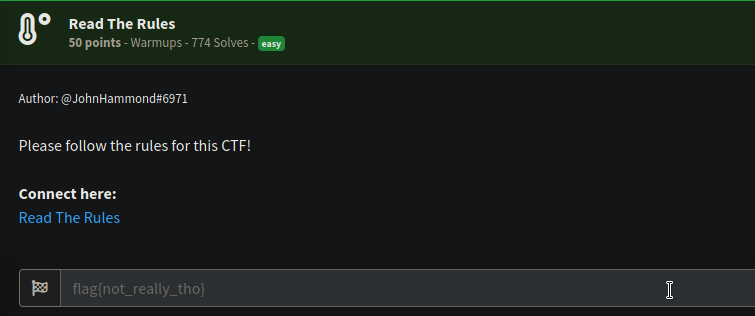 Read The Rules
50 points - Warmups - 774 Solves - easy
Author: @JohnHammond#6971
Please follow the rules for this CTF!
Connect here:
Read The Rules
flag{not_really_tho}